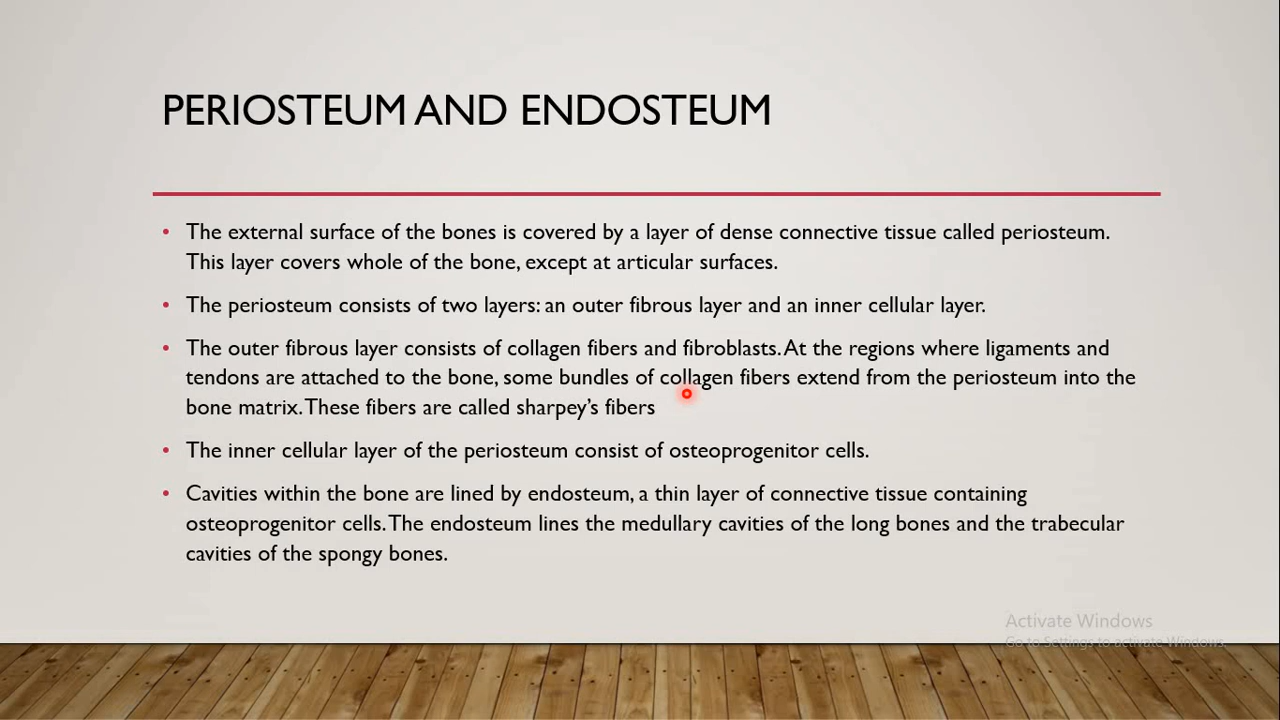 PERIOSTEUM AND ENDOSTEUM
• The external surface of the bones is covered by a layer of dense connective tissue called periosteum.
This layer covers whole of the bone, except at articular surfaces.
• The periosteum consists of two layers: an outer fibrous layer and an inner cellular layer.
• The outer fibrous layer consists of collagen fibers and fibroblasts. At the regions where ligaments and
tendons are attached to the bone, some bundles of collagen fibers extend from the periosteum into the
bone matrix. These fibers are called sharpey's fibers
• The inner cellular layer of the periosteum consist of osteoprogenitor cells.
• Cavities within the bone are lined by endosteum, a thin layer of connective tissue containing
osteoprogenitor cells. The endosteum lines the medullary cavities of the long bones and the trabecular
cavities of the spongy bones.
Activate Windows
Go to Settings to activate Windows.